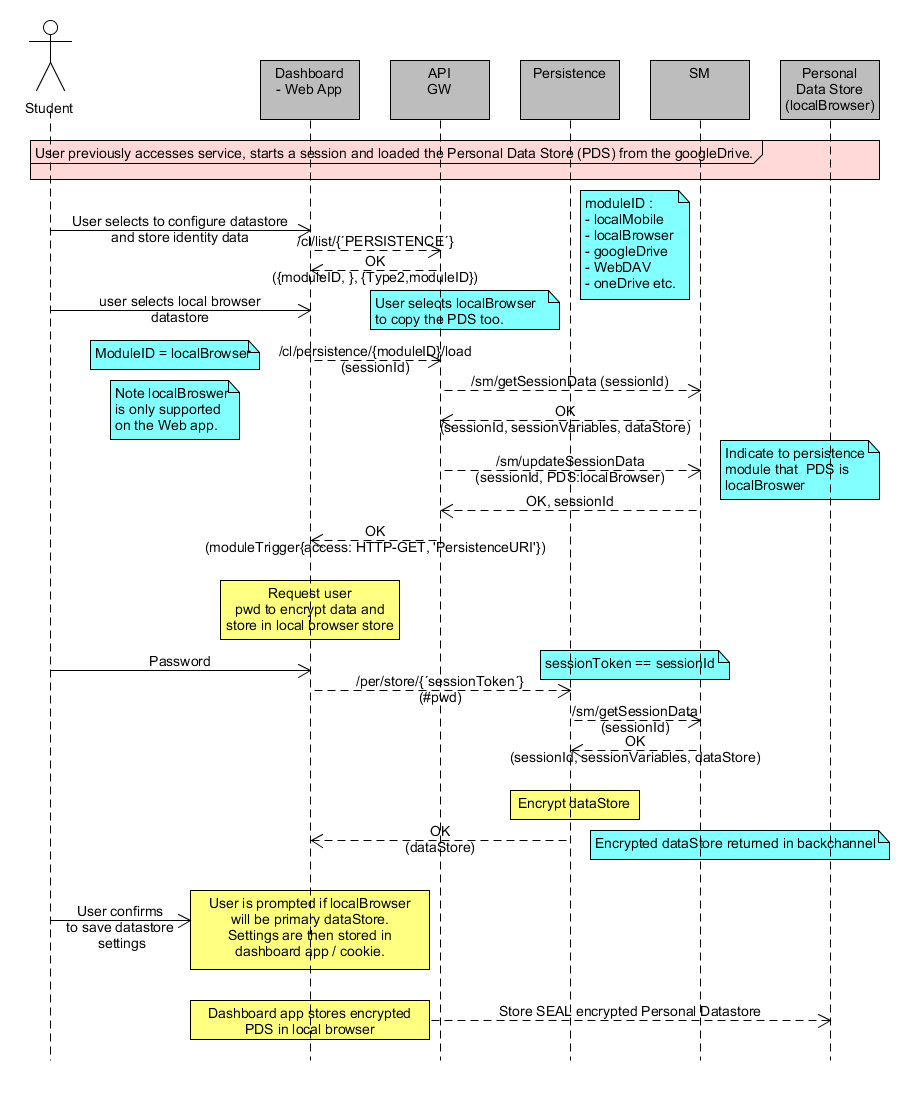 Student
Dashboard
- Web App
API
GW
Persistence
SM
Personal
Data Store
(localBrowser)
User previously accesses service, starts a session and loaded the Personal Data Store (PDS) from the googleDrive.
moduleID :
- localMobile
- localBrowser
- googleDrive
- WebDAV
- oneDrive etc.
User selects to configure datastore
and store identity data
/cl/list/{´PERSISTENCE´}
OK
({moduleID, }, {Type2,moduleID})
user selects local browser
datastore
User selects localBrowser
to copy the PDS too.
ModuleID = localBrowser
/cl/persistence/{moduleID}/load
(sessionId)
Note localBroswer
is only supported
on the Web app.
/sm/getSessionData (sessionId)
OK
(sessionId, sessionVariables, dataStore)
/sm/updateSessionData
(sessionId, PDS:localBrowser)
Indicate to persistence
module that  PDS is
localBroswer
OK, sessionId
OK
(moduleTrigger{access: HTTP-GET, 'PersistenceURI'})
Request user
pwd to encrypt data and
store in local browser store
Password
sessionToken == sessionId
/per/store/{´sessionToken´}
(#pwd)
/sm/getSessionData
(sessionId)
OK
(sessionId, sessionVariables, dataStore)
Encrypt dataStore
OK
(dataStore)
Encrypted dataStore returned in backchannel
User confirms
to save datastore
settings
User is prompted if localBrowser
will be primary dataStore.
Settings are then stored in
dashboard app / cookie.
Dashboard app stores encrypted
PDS in local browser
Store SEAL encrypted Personal Datastore